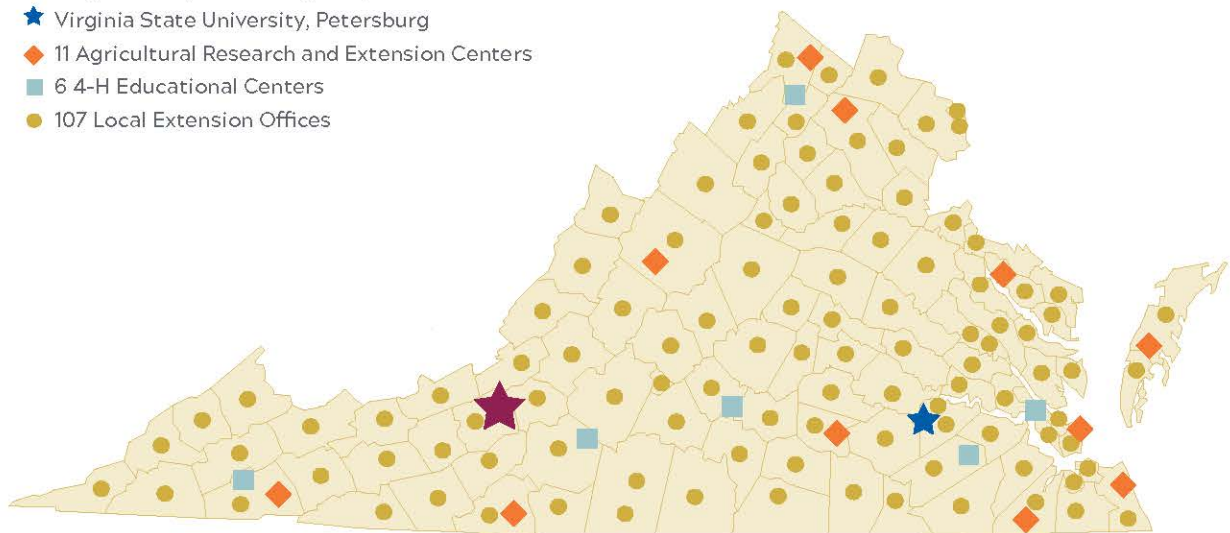 Virginia State University, Petersburg
11 Agricultural Research and Extension Centers
6 4-H Educational Centers
107 Local Extension Offices